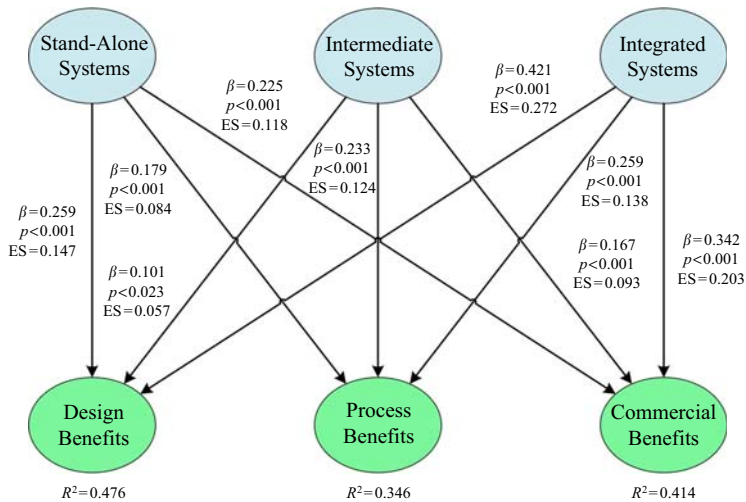 Stand-Alone
Systems
Intermediate
Systems
Integrated
Systems
β=0.225
p<0.001
ES=0.118
β=0.421
p<0.001
ES=0.272
β=0.179
p<0.001
ES=0.084
β=0.233
p<0.001
ES=0.124
β=0.259
p<0.001
ES=0.138
β=0.259
p<0.001
ES=0.147
β=0.101
p<0.023
ES=0.057
β=0.167
p<0.001
ES=0.093
β=0.342
p<0.001
ES=0.203
Design
Benefits
Process
Benefits
Commercial
Benefits
R²=0.476
R²=0.346
R²=0.414